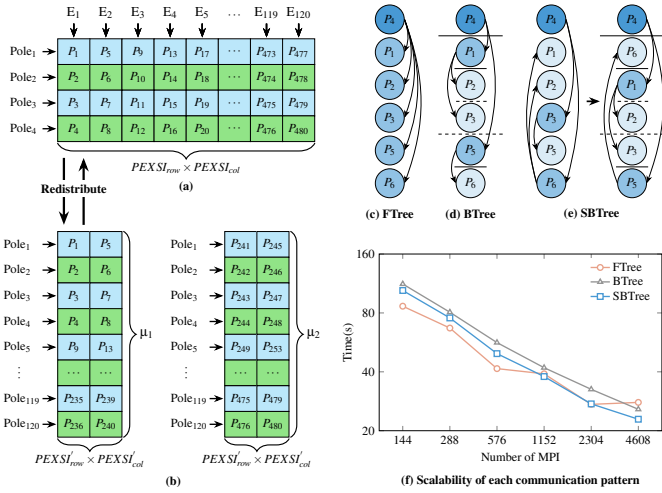 E1 E2 E3 E4 E5 ⋯ E119 E120
Pole1 P1 P5 P9 P13 P17 ⋯ P473 P477
Pole2 P2 P6 P10 P14 P18 ⋯ P474 P478
Pole3 P3 P7 P11 P15 P19 ⋯ P475 P479
Pole4 P4 P8 P12 P16 P20 ⋯ P476 P480
PEXSIrow × PEXSIcol
(a)
Redistribute
Pole1 P1 P5
Pole2 P2 P6
Pole3 P3 P7
Pole4 P4 P8
Pole5 P9 P13
⋮ ⋯ ⋯
Pole119 P235 P239
Pole120 P236 P240
μ1
PEXSI′row × PEXSI′col
Pole1 P241 P245
Pole2 P242 P246
Pole3 P243 P247
Pole4 P244 P248
Pole5 P249 P253
⋮ ⋯ ⋯
Pole119 P475 P479
Pole120 P476 P480
μ2
PEXSI′row × PEXSI′col
(b)
P4
P1
P2
P3
P5
P6
(c) FTree
P4
P1
P2
P3
P5
P6
(d) BTree
P4
P1
P2
P3
P5
P6
P4
P6
P1
P2
P3
P5
(e) SBTree
160
80
40
20
Time(s)
FTree
BTree
SBTree
144 288 576 1152 2304 4608
Number of MPI
(f) Scalability of each communication pattern